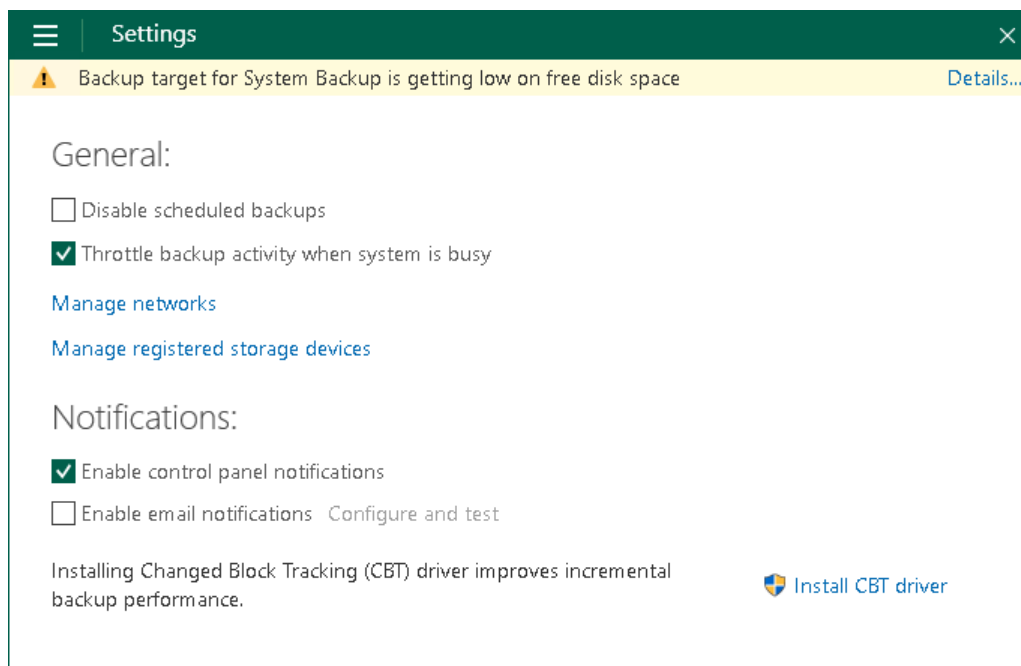 Settings
Backup target for System Backup is getting low on free disk space Details...
General:
Disable scheduled backups
Throttle backup activity when system is busy
Manage networks
Manage registered storage devices
Notifications:
Enable control panel notifications
Enable email notifications Configure and test
Installing Changed Block Tracking (CBT) driver improves incremental
backup performance.
Install CBT driver